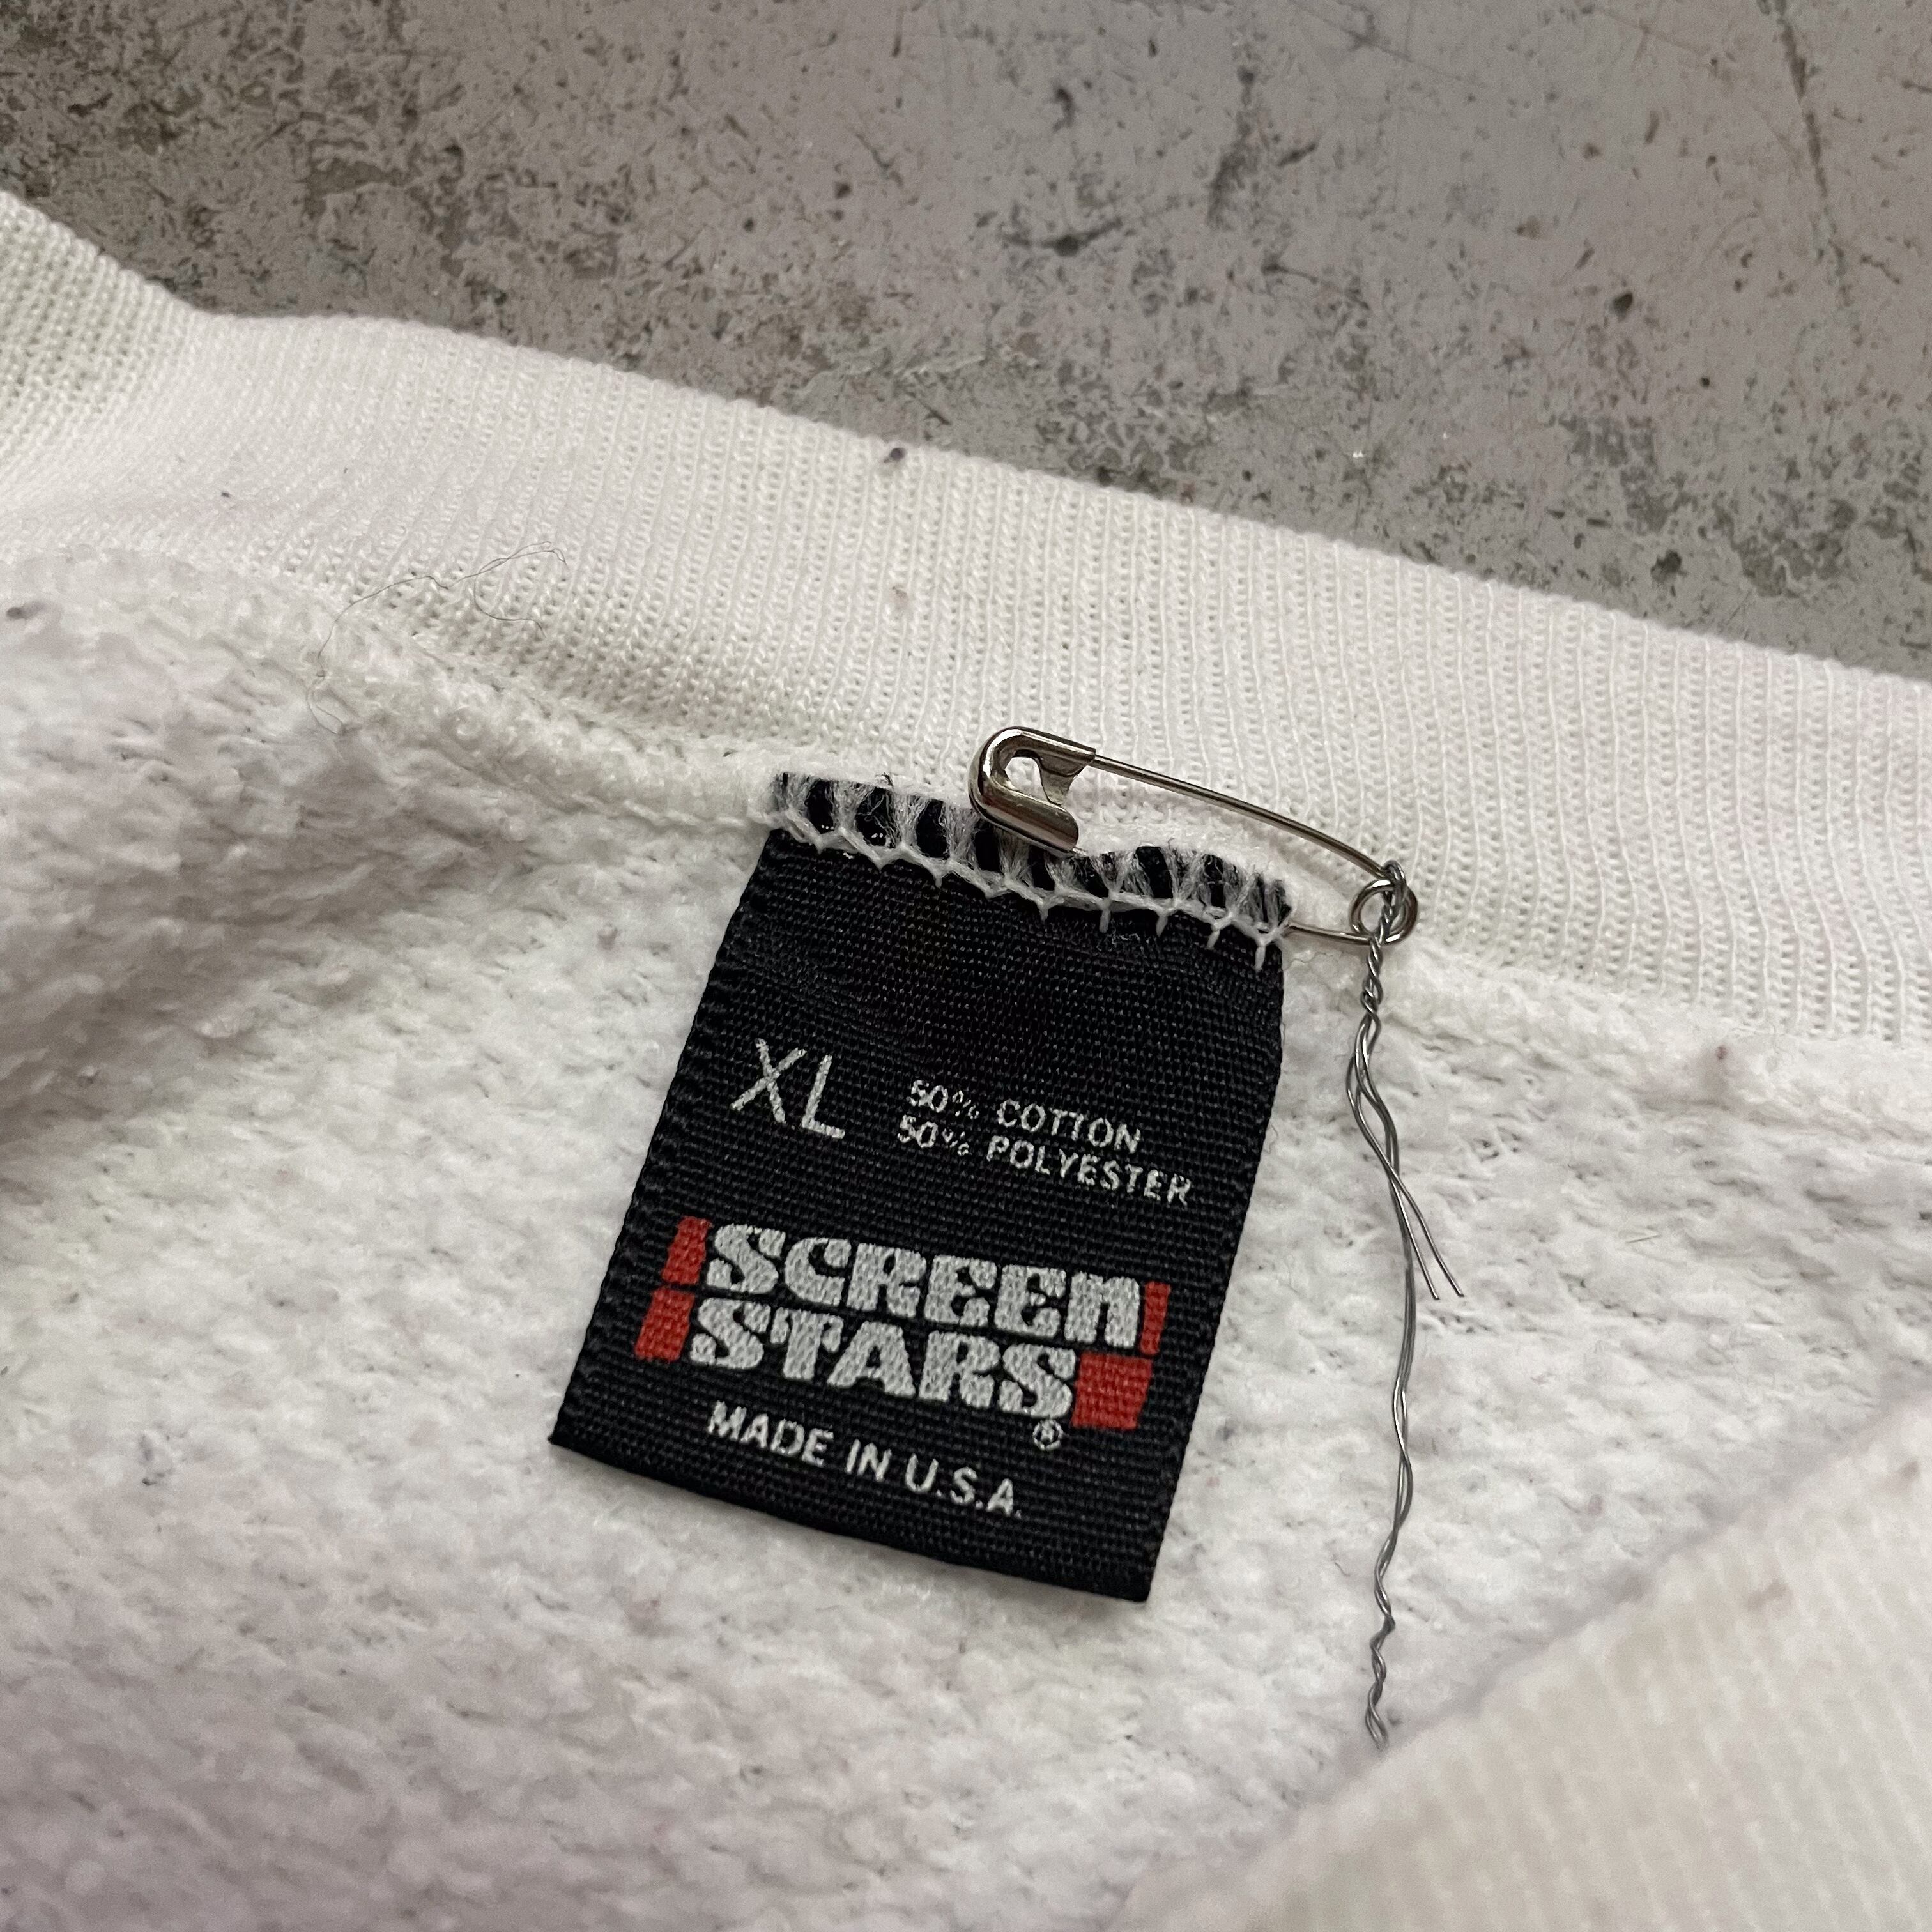 XL
50% COTTON
50% POLYESTER
SCREEN
STARS®
MADE IN U.S.A.